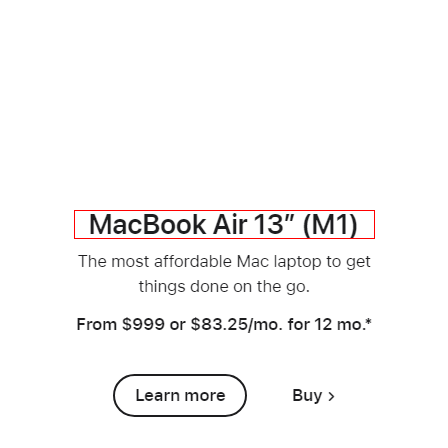 MacBook Air 13” (M1)
The most affordable Mac laptop to get
things done on the go.
From $999 or $83.25/mo. for 12 mo.*
Learn more
Buy >